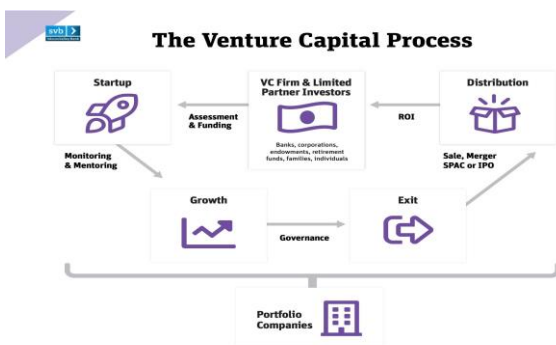 svb
The Venture Capital Process
Startup
VC Firm & Limited
Partner Investors
Distribution
Assessment
& Funding
ROI
Banks, corporations,
endowments, retirement
funds, families, individuals
Monitoring
& Mentoring
Sale, Merger
SPAC or IPO
Growth
Exit
Governance
Portfolio
Companies